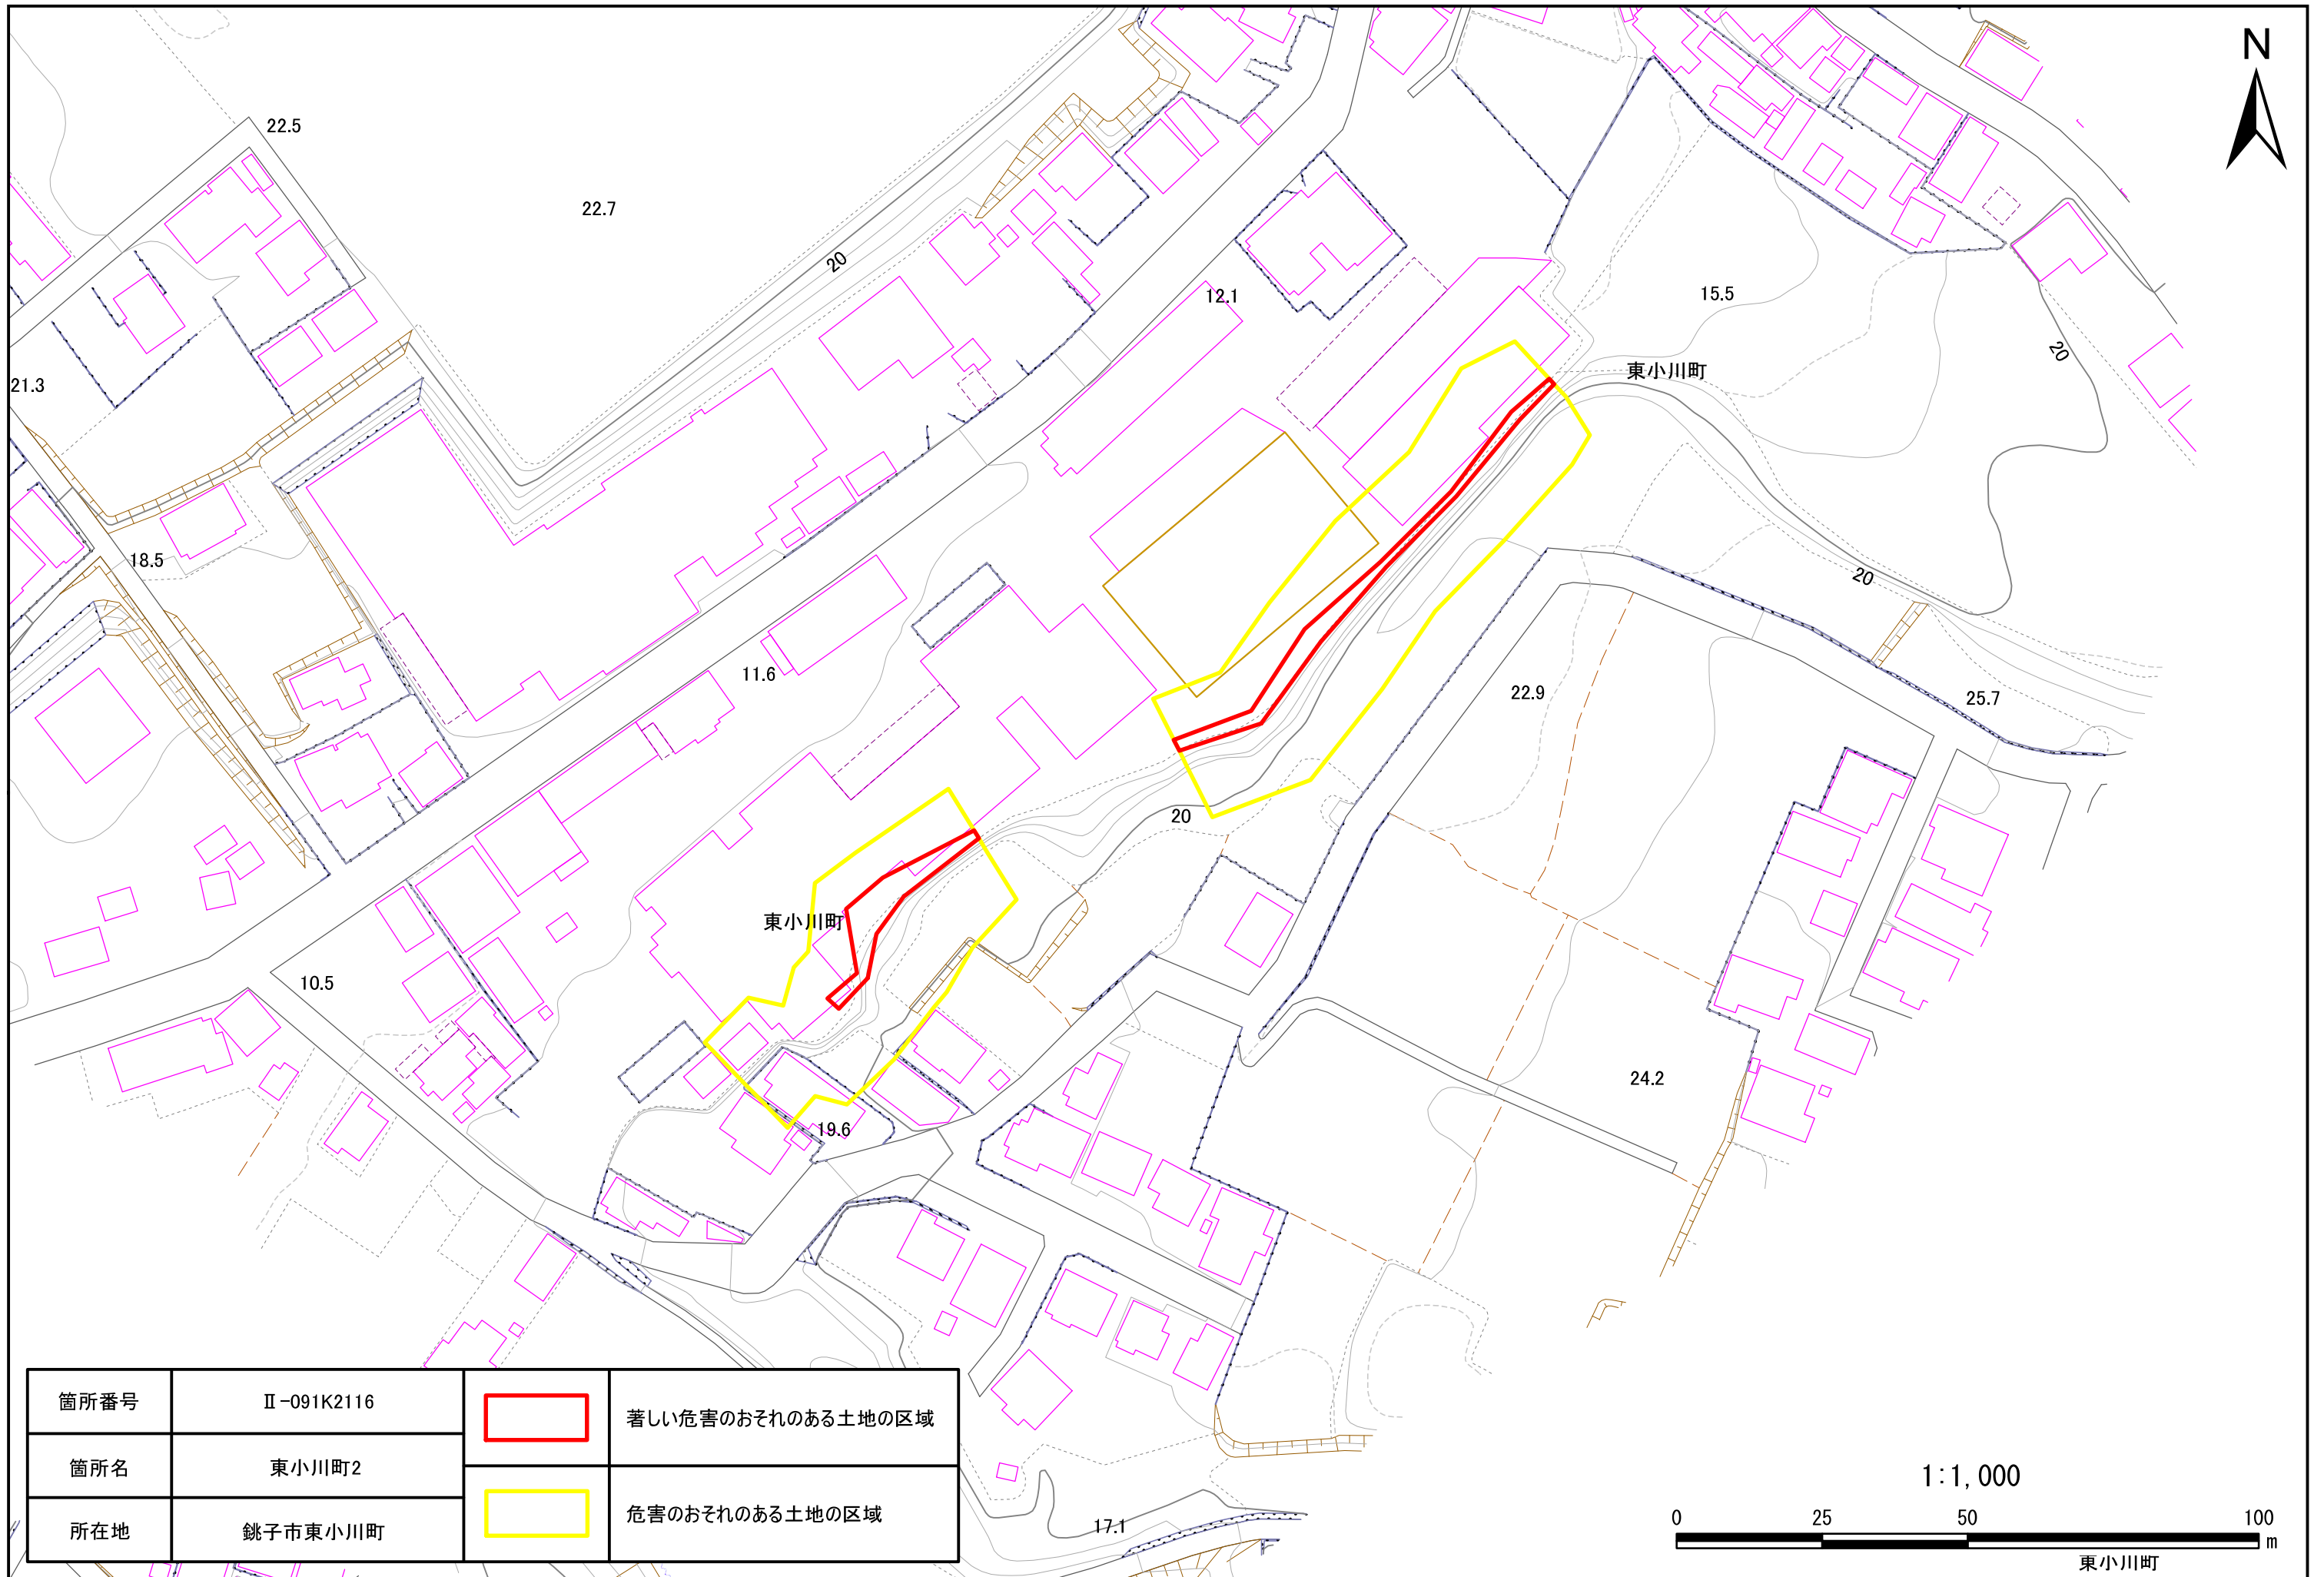 N
22.5
22.7
20
12.1
15.5
20
21.3
東小川町
18.5
20
11.6
22.9
25.7
20
東小川町
10.5
24.2
19.6
箇所番号 Ⅱ-091K2116
箇所名 東小川町2
所在地 銚子市東小川町
著しい危害のおそれのある土地の区域
危害のおそれのある土地の区域
17.1
1:1,000
0 25 50 100
m
東小川町